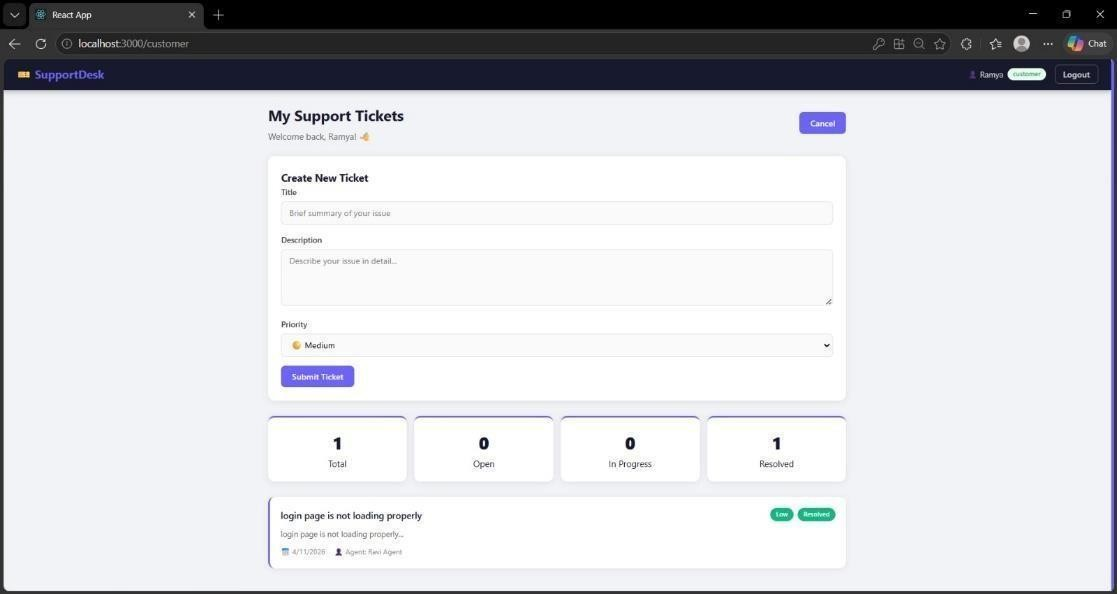 React App
localhost:3000/customer
Chat
SupportDesk
Ramya customer Logout
My Support Tickets
Cancel
Welcome back, Ramya!
Create New Ticket
Title
Brief summary of your issue
Description
Describe your issue in detail...
Priority
Medium
Submit Ticket
1 0 0 1
Total Open In Progress Resolved
login page is not loading properly Low Resolved
login page is not loading properly...
4/11/2026 Agent: Ravi Agent